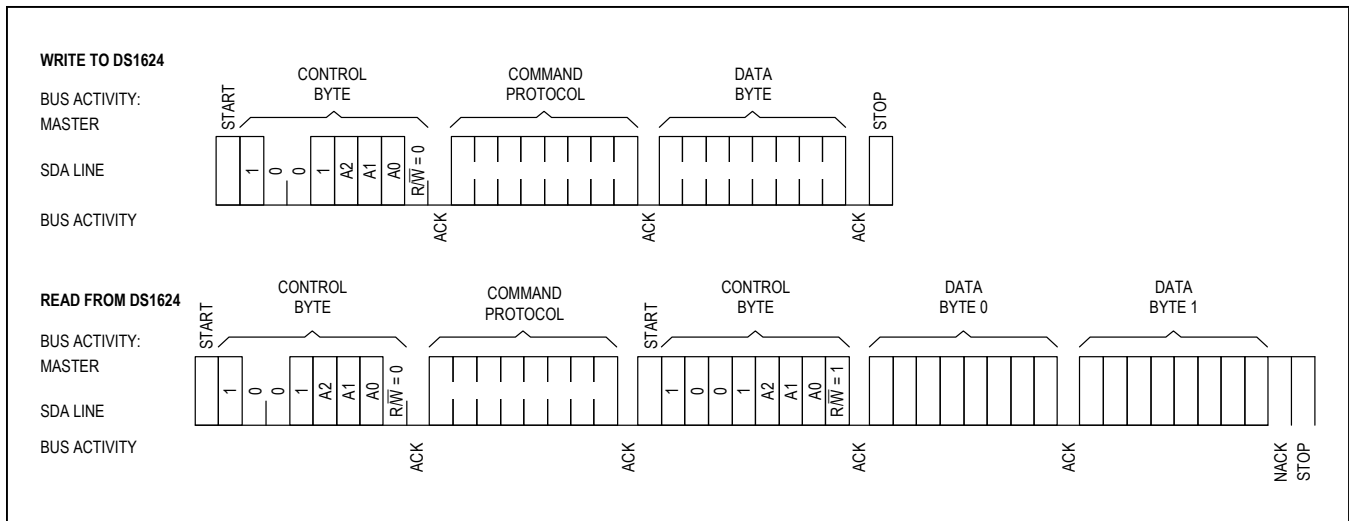 WRITE TO DS1624
BUS ACTIVITY:
MASTER
SDA LINE
BUS ACTIVITY
START
CONTROL
BYTE
COMMAND
PROTOCOL
DATA
BYTE
STOP
1 0 0 1 A2 A1 A0 R/W̅ = 0
ACK ACK ACK
READ FROM DS1624
BUS ACTIVITY:
MASTER
SDA LINE
BUS ACTIVITY
START
CONTROL
BYTE
COMMAND
PROTOCOL
START
CONTROL
BYTE
DATA
BYTE 0
DATA
BYTE 1
1 0 0 1 A2 A1 A0 R/W̅ = 0
1 0 0 1 A2 A1 A0 R/W̅ = 1
ACK ACK ACK ACK NACK STOP